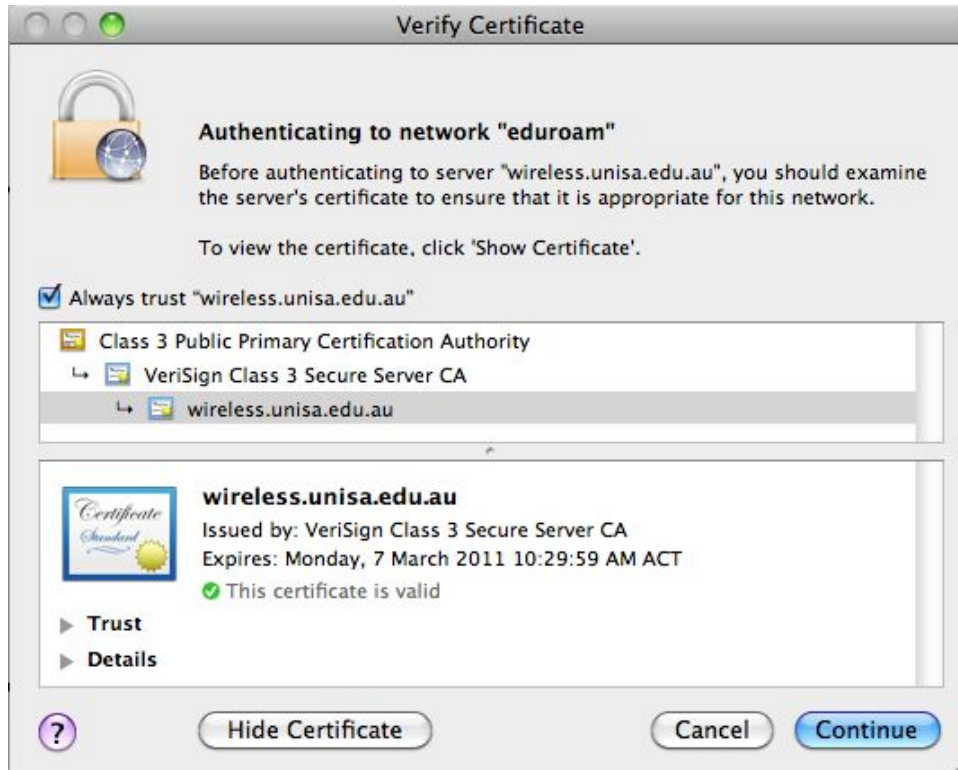 Verify Certificate
Authenticating to network "eduroam"
Before authenticating to server "wireless.unisa.edu.au", you should examine
the server's certificate to ensure that it is appropriate for this network.
To view the certificate, click 'Show Certificate'.
Always trust “wireless.unisa.edu.au”
Class 3 Public Primary Certification Authority
VeriSign Class 3 Secure Server CA
wireless.unisa.edu.au
Certificate
Standard
wireless.unisa.edu.au
Issued by: VeriSign Class 3 Secure Server CA
Expires: Monday, 7 March 2011 10:29:59 AM ACT
This certificate is valid
Trust
Details
?
Hide Certificate
Cancel
Continue